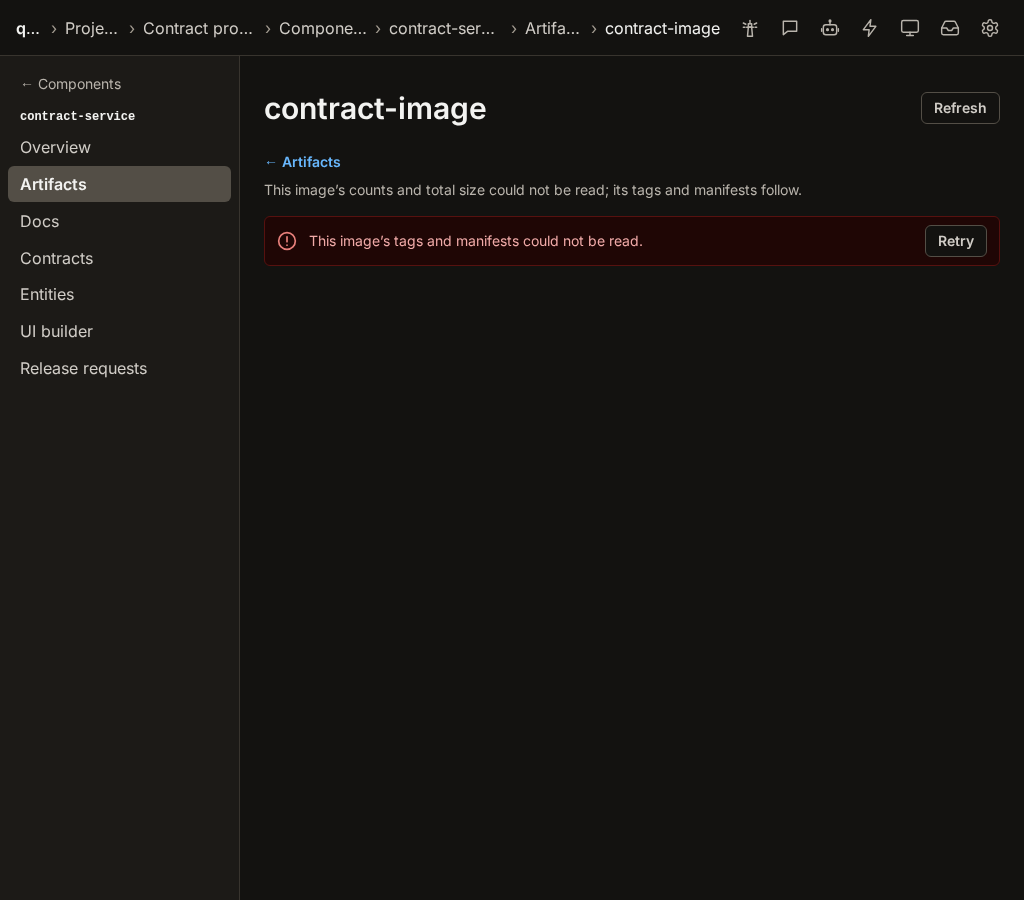 q... › Proje... › Contract pro... › Compone... › contract-ser... › Artifa... › contract-image
← Components
contract-service
Overview
Artifacts
Docs
Contracts
Entities
UI builder
Release requests
contract-image
Refresh
← Artifacts
This image’s counts and total size could not be read; its tags and manifests follow.
This image’s tags and manifests could not be read.
Retry